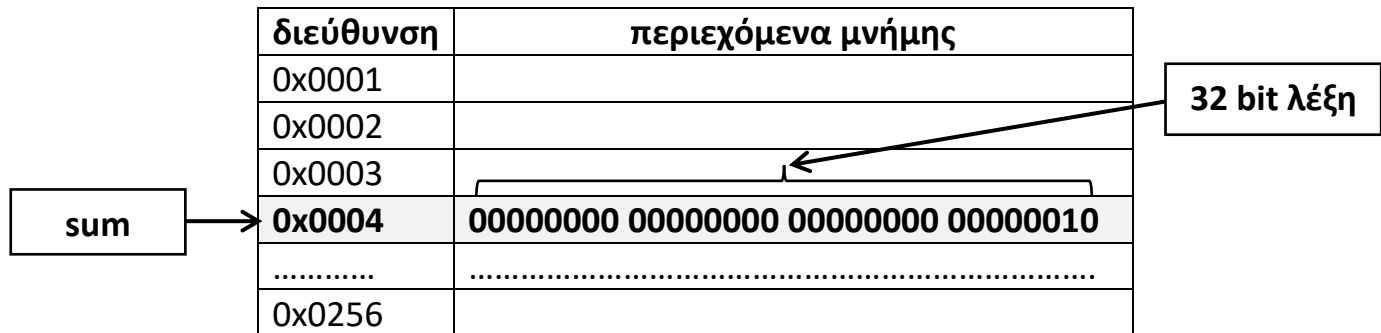 διεύθυνση περιεχόμενα μνήμης
0x0001
32 bit λέξη
0x0002
0x0003
sum
0x0004 00000000 00000000 00000000 00000010
………… ……………………………………………………………….
0x0256